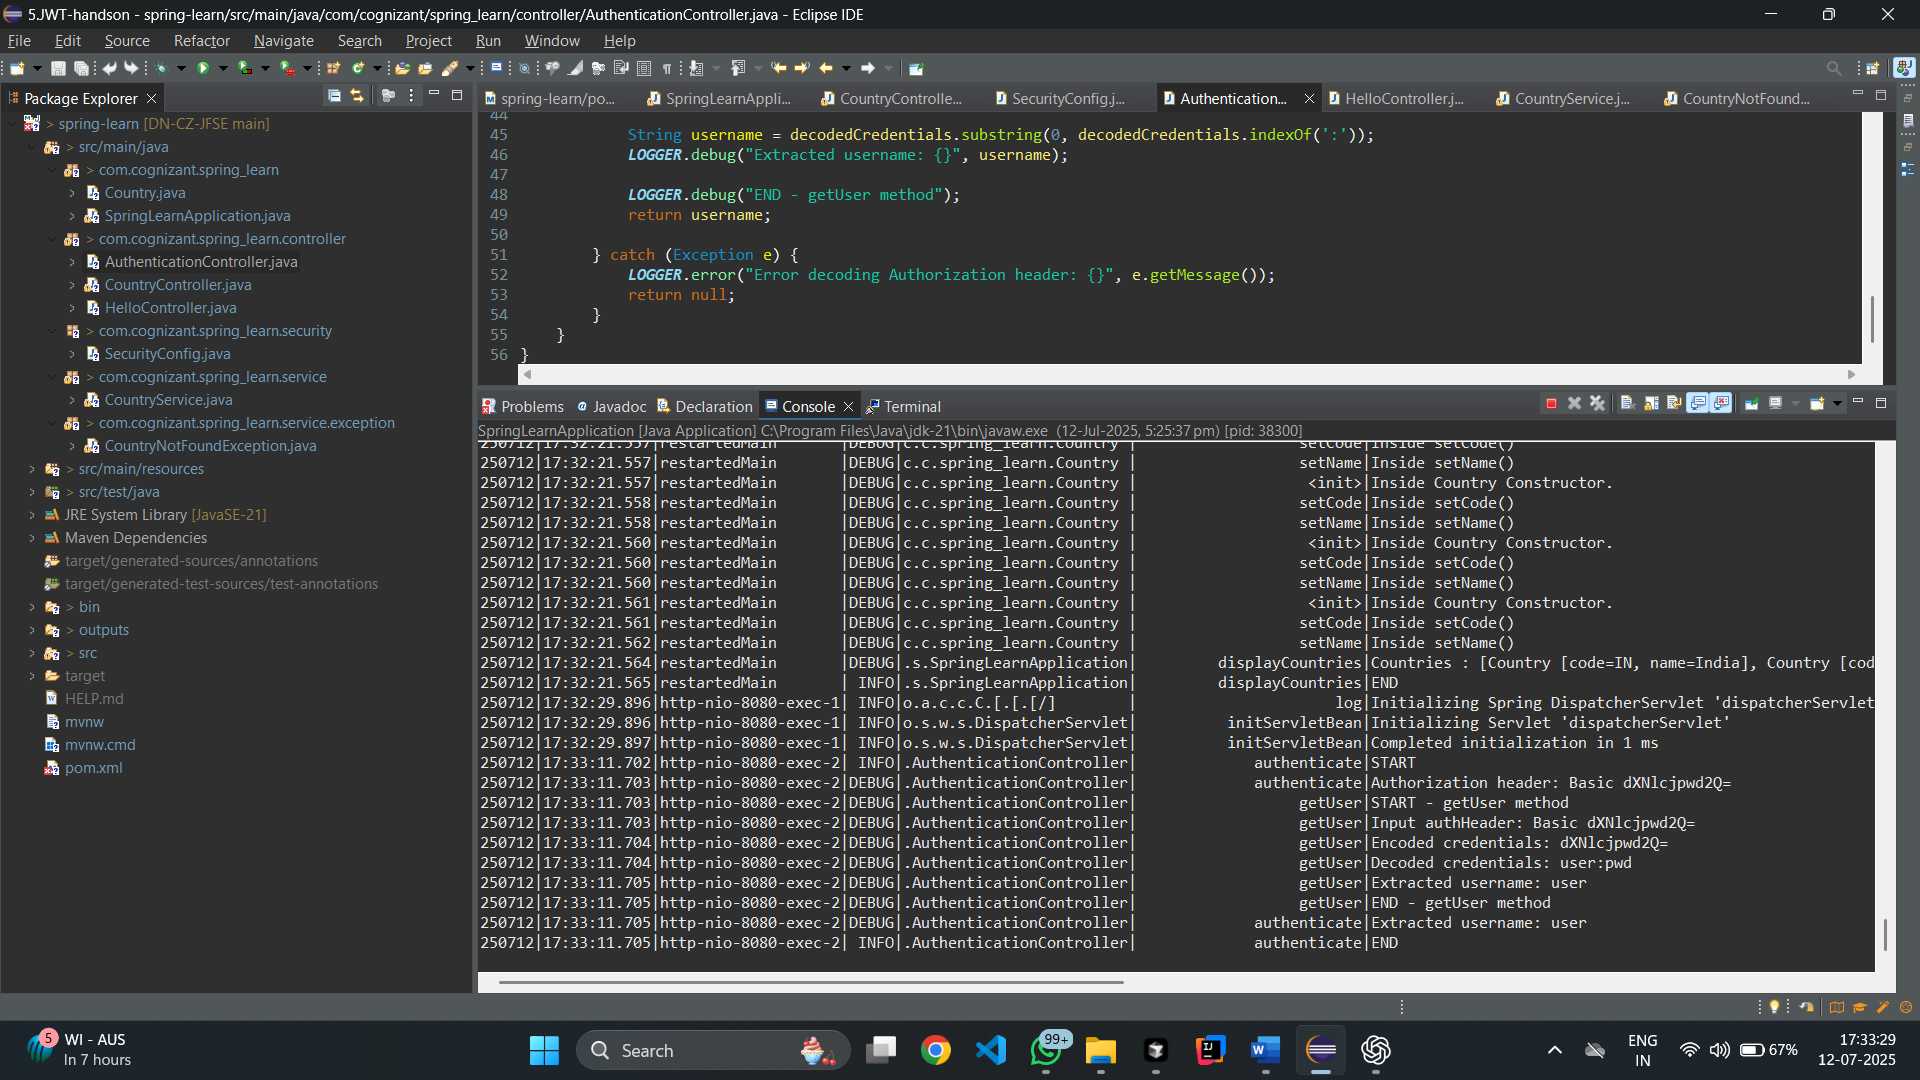 5.JWT-handson - spring-learn/src/main/java/com/cognizant/spring_learn/controller/AuthenticationController.java - Eclipse IDE
File Edit Source Refactor Navigate Search Project Run Window Help
Package Explorer
spring-learn/po...
SpringLearnAppli...
CountryControlle...
SecurityConfig.j...
Authentication...
HelloController.j...
CountryService.j...
CountryNotFound...
> spring-learn [DN-CZ-JFSE main]
> src/main/java
> com.cognizant.spring_learn
Country.java
SpringLearnApplication.java
> com.cognizant.spring_learn.controller
AuthenticationController.java
CountryController.java
HelloController.java
> com.cognizant.spring_learn.security
SecurityConfig.java
> com.cognizant.spring_learn.service
CountryService.java
> com.cognizant.spring_learn.service.exception
CountryNotFoundException.java
> src/main/resources
> src/test/java
JRE System Library [JavaSE-21]
Maven Dependencies
target/generated-sources/annotations
target/generated-test-sources/test-annotations
> bin
> outputs
> src
target
HELP.md
mvnw
mvnw.cmd
pom.xml
44
45 String username = decodedCredentials.substring(0, decodedCredentials.indexOf(':'));
46 LOGGER.debug("Extracted username: {}", username);
47
48 LOGGER.debug("END - getUser method");
49 return username;
50
51 } catch (Exception e) {
52 LOGGER.error("Error decoding Authorization header: {}", e.getMessage());
53 return null;
54 }
55 }
56 }
Problems Javadoc Declaration Console Terminal
SpringLearnApplication [Java Application] C:\Program Files\Java\jdk-21\bin\javaw.exe (12-Jul-2025, 5:25:37 pm) [pid: 38300]
250712|17:32:21.557|restartedMain |DEBUG|c.c.spring_learn.Country | setCode|Inside setCode()
250712|17:32:21.557|restartedMain |DEBUG|c.c.spring_learn.Country | setName|Inside setName()
250712|17:32:21.557|restartedMain |DEBUG|c.c.spring_learn.Country | <init>|Inside Country Constructor.
250712|17:32:21.558|restartedMain |DEBUG|c.c.spring_learn.Country | setCode|Inside setCode()
250712|17:32:21.558|restartedMain |DEBUG|c.c.spring_learn.Country | setName|Inside setName()
250712|17:32:21.560|restartedMain |DEBUG|c.c.spring_learn.Country | <init>|Inside Country Constructor.
250712|17:32:21.560|restartedMain |DEBUG|c.c.spring_learn.Country | setCode|Inside setCode()
250712|17:32:21.560|restartedMain |DEBUG|c.c.spring_learn.Country | setName|Inside setName()
250712|17:32:21.561|restartedMain |DEBUG|c.c.spring_learn.Country | <init>|Inside Country Constructor.
250712|17:32:21.561|restartedMain |DEBUG|c.c.spring_learn.Country | setCode|Inside setCode()
250712|17:32:21.562|restartedMain |DEBUG|c.c.spring_learn.Country | setName|Inside setName()
250712|17:32:21.564|restartedMain |DEBUG|.s.SpringLearnApplication| displayCountries|Countries : [Country [code=IN, name=India], Country [cod
250712|17:32:21.565|restartedMain | INFO|.s.SpringLearnApplication| displayCountries|END
250712|17:32:29.896|http-nio-8080-exec-1| INFO|o.a.c.c.C.[.[.[/] | log|Initializing Spring DispatcherServlet 'dispatcherServlet
250712|17:32:29.896|http-nio-8080-exec-1| INFO|o.s.w.s.DispatcherServlet| initServletBean|Initializing Servlet 'dispatcherServlet'
250712|17:32:29.897|http-nio-8080-exec-1| INFO|o.s.w.s.DispatcherServlet| initServletBean|Completed initialization in 1 ms
250712|17:33:11.702|http-nio-8080-exec-2| INFO|.AuthenticationController| authenticate|START
250712|17:33:11.703|http-nio-8080-exec-2|DEBUG|.AuthenticationController| authenticate|Authorization header: Basic dXNlcjpwd2Q=
250712|17:33:11.703|http-nio-8080-exec-2|DEBUG|.AuthenticationController| getUser|START - getUser method
250712|17:33:11.703|http-nio-8080-exec-2|DEBUG|.AuthenticationController| getUser|Input authHeader: Basic dXNlcjpwd2Q=
250712|17:33:11.704|http-nio-8080-exec-2|DEBUG|.AuthenticationController| getUser|Encoded credentials: dXNlcjpwd2Q=
250712|17:33:11.704|http-nio-8080-exec-2|DEBUG|.AuthenticationController| getUser|Decoded credentials: user:pwd
250712|17:33:11.705|http-nio-8080-exec-2|DEBUG|.AuthenticationController| getUser|Extracted username: user
250712|17:33:11.705|http-nio-8080-exec-2|DEBUG|.AuthenticationController| getUser|END - getUser method
250712|17:33:11.705|http-nio-8080-exec-2|DEBUG|.AuthenticationController| authenticate|Extracted username: user
250712|17:33:11.705|http-nio-8080-exec-2| INFO|.AuthenticationController| authenticate|END
5
WI - AUS
In 7 hours
Search
99+
ENG
IN
67%
17:33:29
12-07-2025